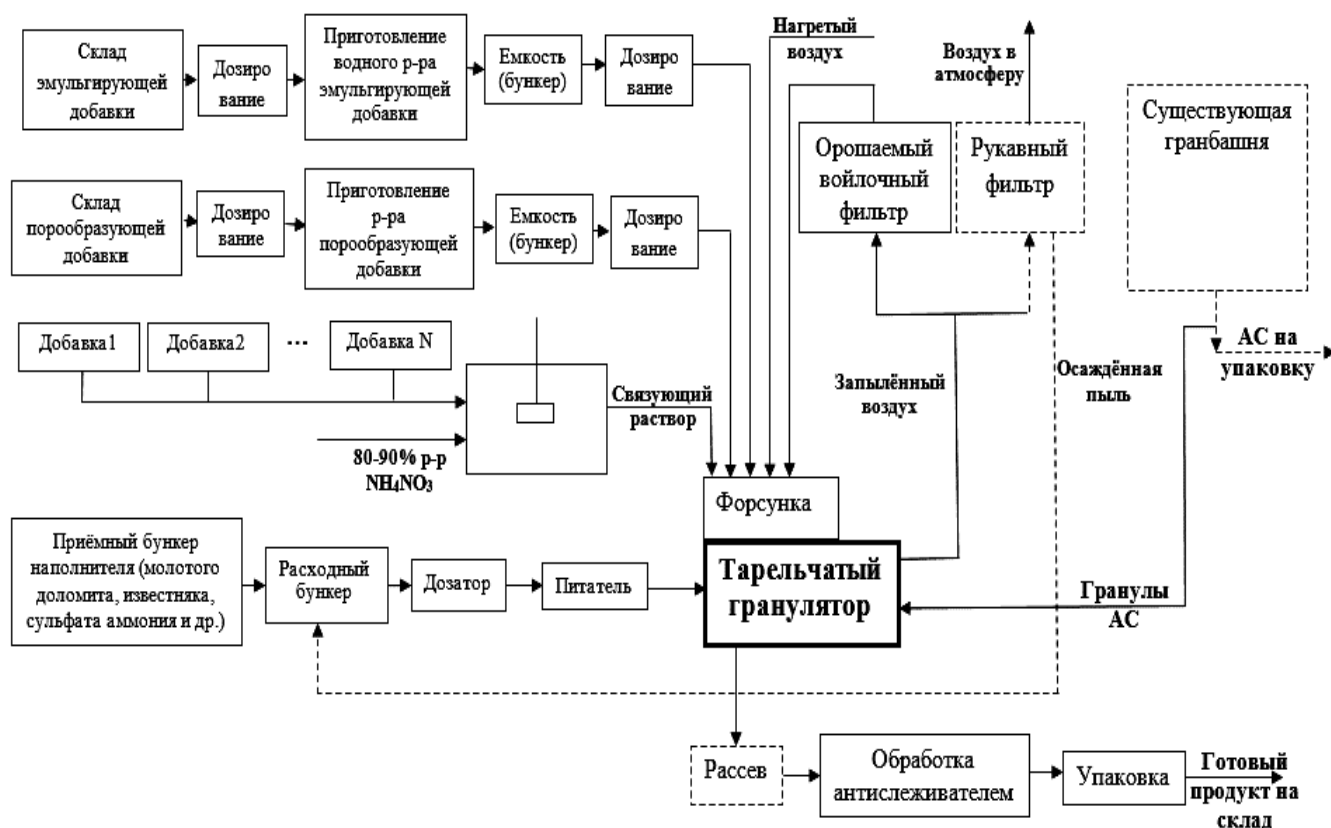 Склад
эмульгирующей
добавки
Дозиро
вание
Приготовление
водного р-ра
эмульгирующей
добавки
Емкость
(бункер)
Дозиро
вание
Нагретый
воздух
Воздух в
атмосферу
Орошаемый
войлочный
фильтр
Рукавный
фильтр
Существующая
гранбашня
Склад
порообразующей
добавки
Дозиро
вание
Приготовление
р-ра
порообразующей
добавки
Емкость
(бункер)
Дозиро
вание
Добавка1
Добавка2
...
Добавка N
Связующий
раствор
80-90% р-р
NH₄NO₃
Запылённый
воздух
Осаждённая
пыль
АС на
упаковку
Форсунка
Приёмный бункер
наполнителя (молотого
доломита, известняка,
сульфата аммония и др.)
Расходный
бункер
Дозатор
Питатель
Тарельчатый
гранулятор
Гранулы
АС
Рассев
Обработка
антислеживателем
Упаковка
Готовый
продукт на
склад